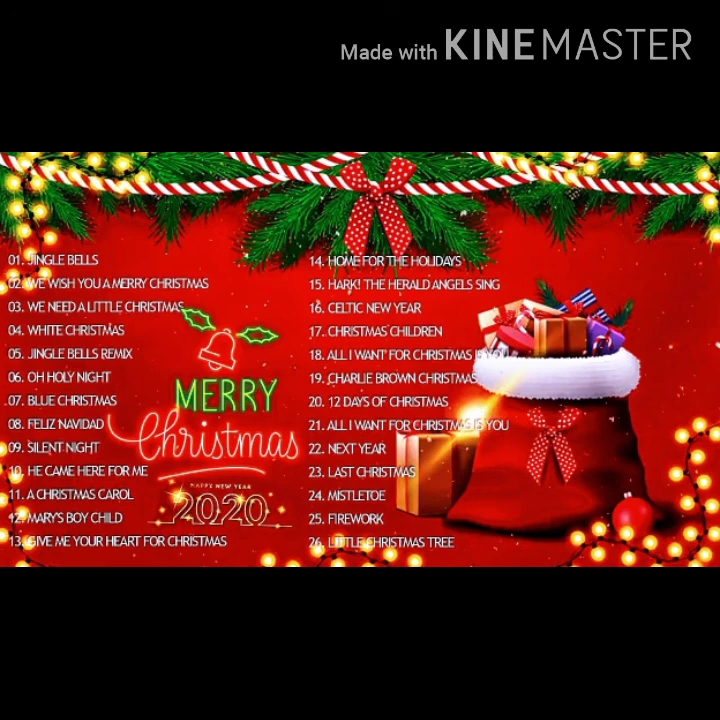 Made with KINEMASTER
01. JINGLE BELLS
02. WE WISH YOU A MERRY CHRISTMAS
03. WE NEED A LITTLE CHRISTMAS
04. WHITE CHRISTMAS
05. JINGLE BELLS REMIX
06. OH HOLY NIGHT
07. BLUE CHRISTMAS
08. FELIZ NAVIDAD
09. SILENT NIGHT
10. HE CAME HERE FOR ME
11. A CHRISTMAS CAROL
12. MARY'S BOY CHILD
13. GIVE ME YOUR HEART FOR CHRISTMAS
MERRY
Christmas
HAPPY NEW YEAR
2020
14. HOME FOR THE HOLIDAYS
15. HARK! THE HERALD ANGELS SING
16. CELTIC NEW YEAR
17. CHRISTMAS CHILDREN
18. ALL I WANT FOR CHRISTMAS IS YOU
19. CHARLIE BROWN CHRISTMAS
20. 12 DAYS OF CHRISTMAS
21. ALL I WANT FOR CHRISTMAS IS YOU
22. NEXT YEAR
23. LAST CHRISTMAS
24. MISTLETOE
25. FIREWORK
26. LITTLE CHRISTMAS TREE